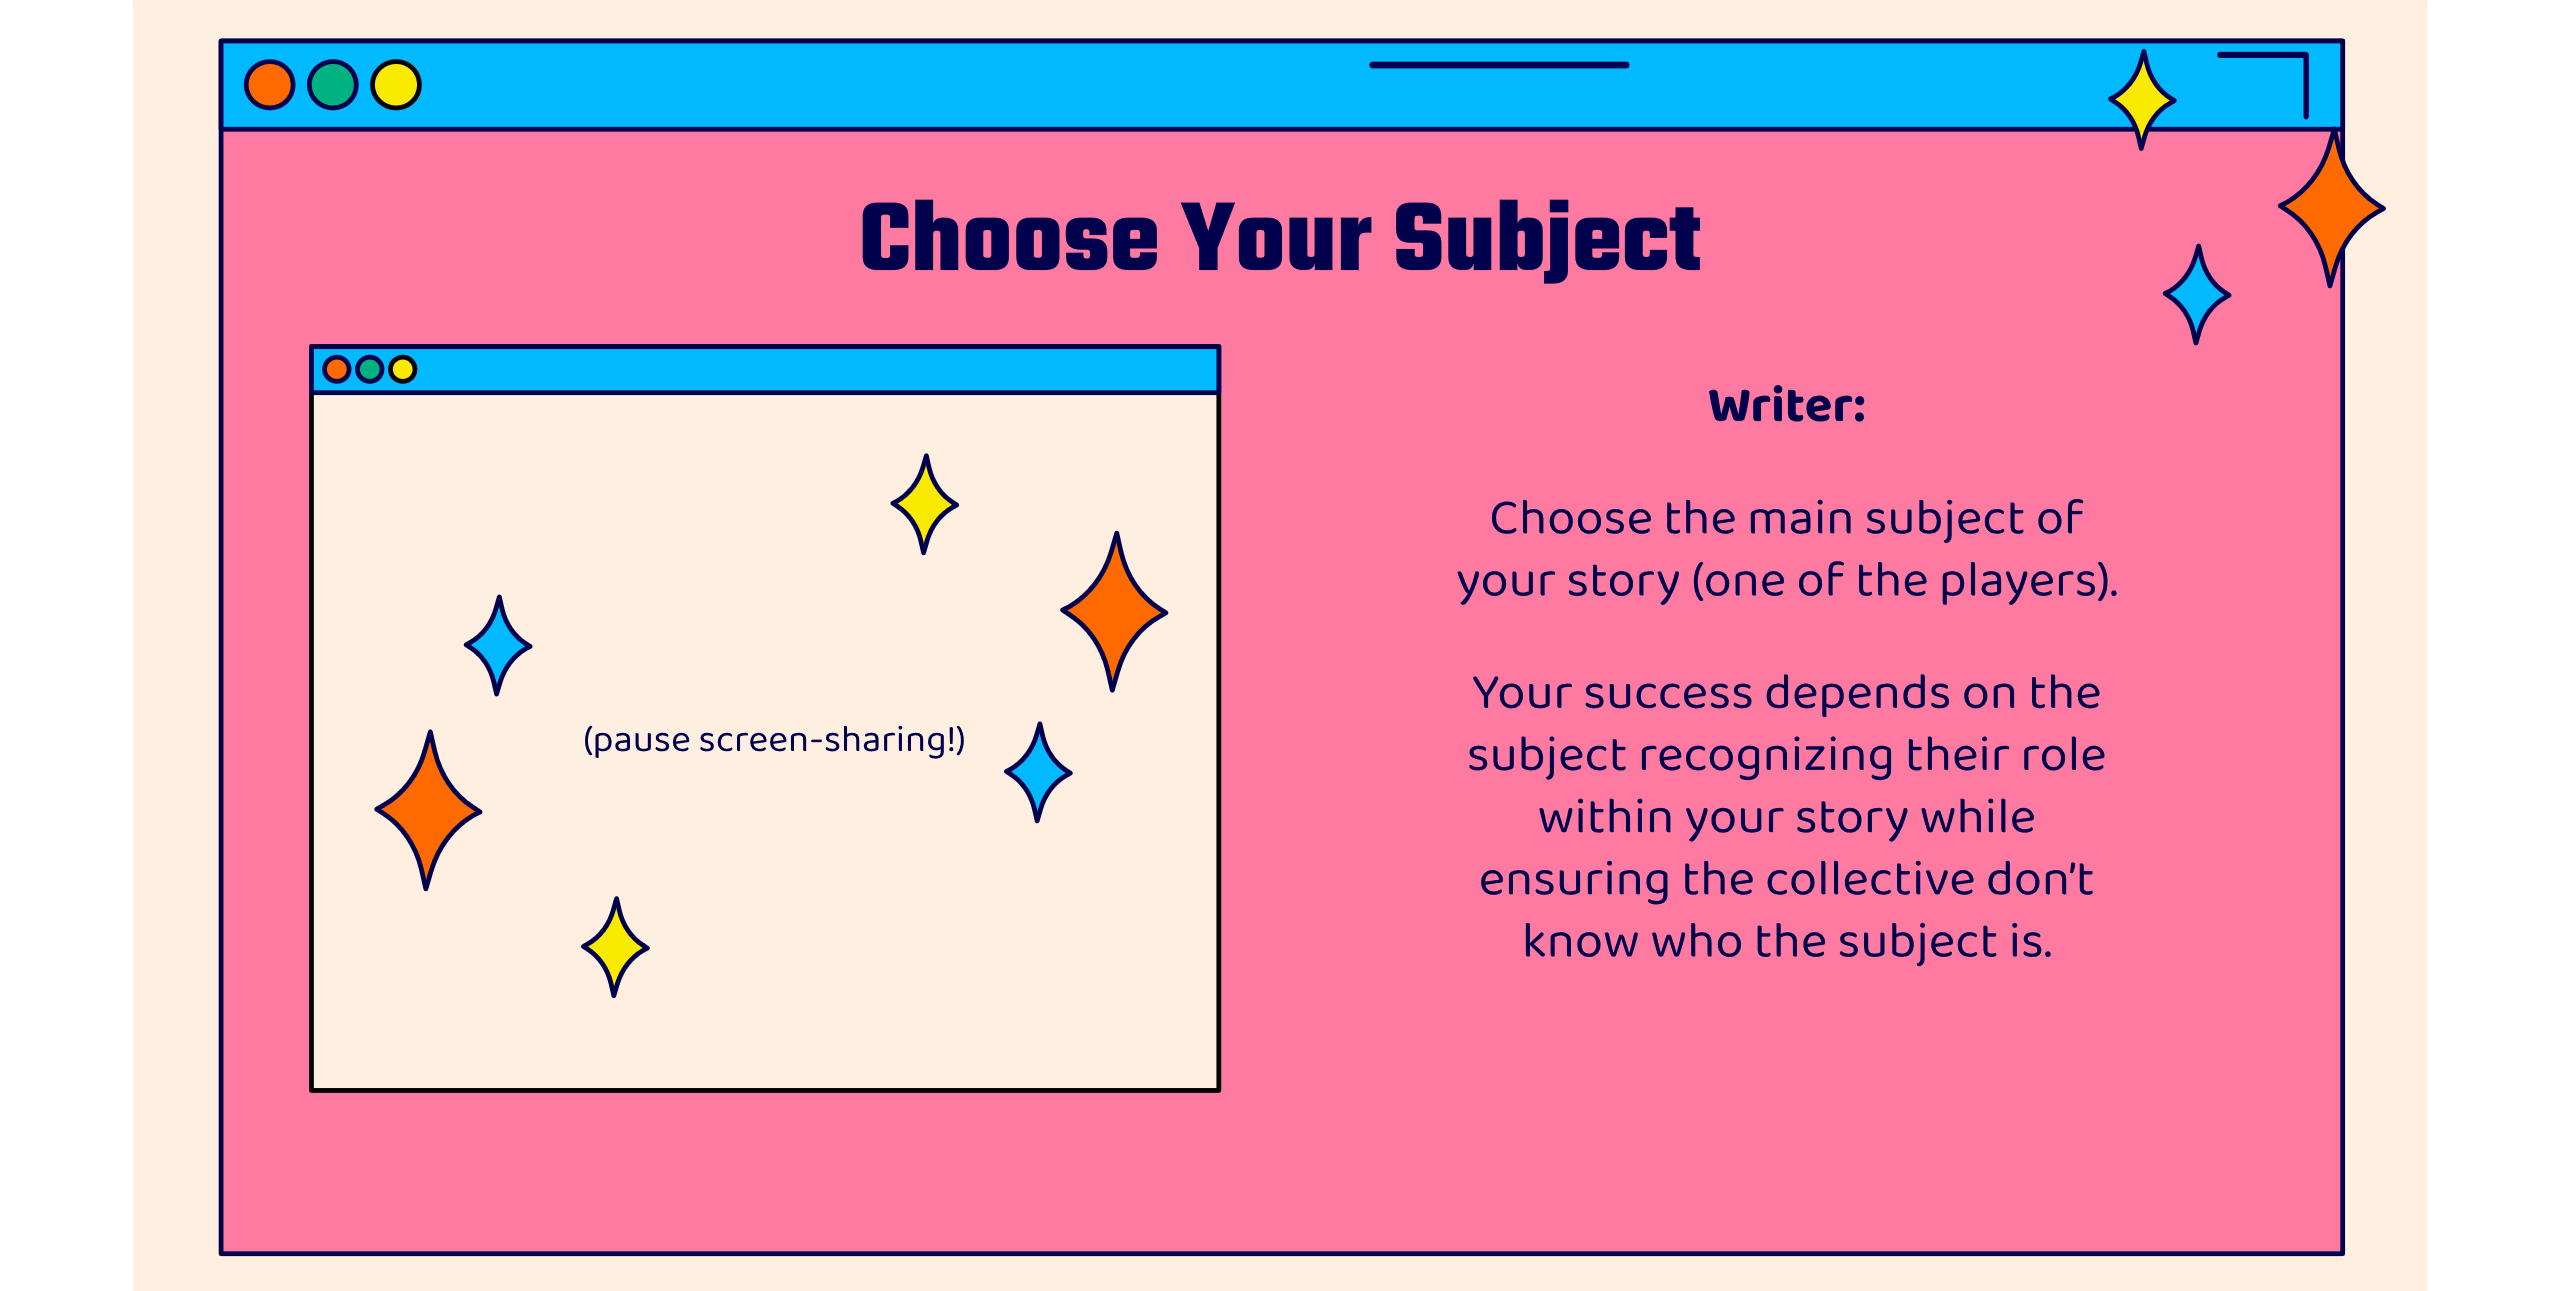 Choose Your Subject
(pause screen-sharing!)
Writer:
Choose the main subject of
your story (one of the players).
Your success depends on the
subject recognizing their role
within your story while
ensuring the collective don't
know who the subject is.